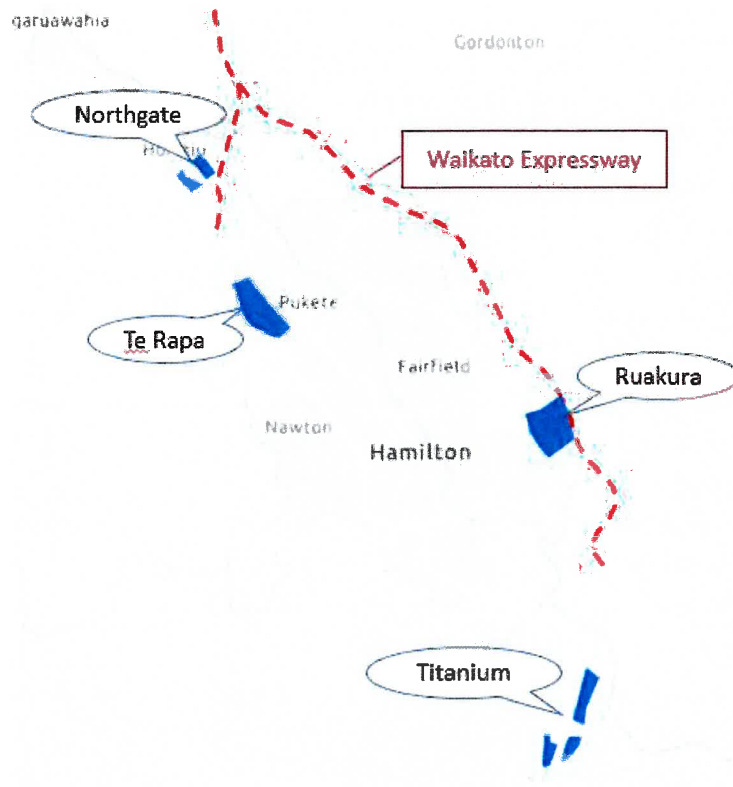 garuawahia
Gordonton
Northgate
Waikato Expressway
Pukete
Te Rapa
Fairfield
Ruakura
Nawton
Hamilton
Titanium